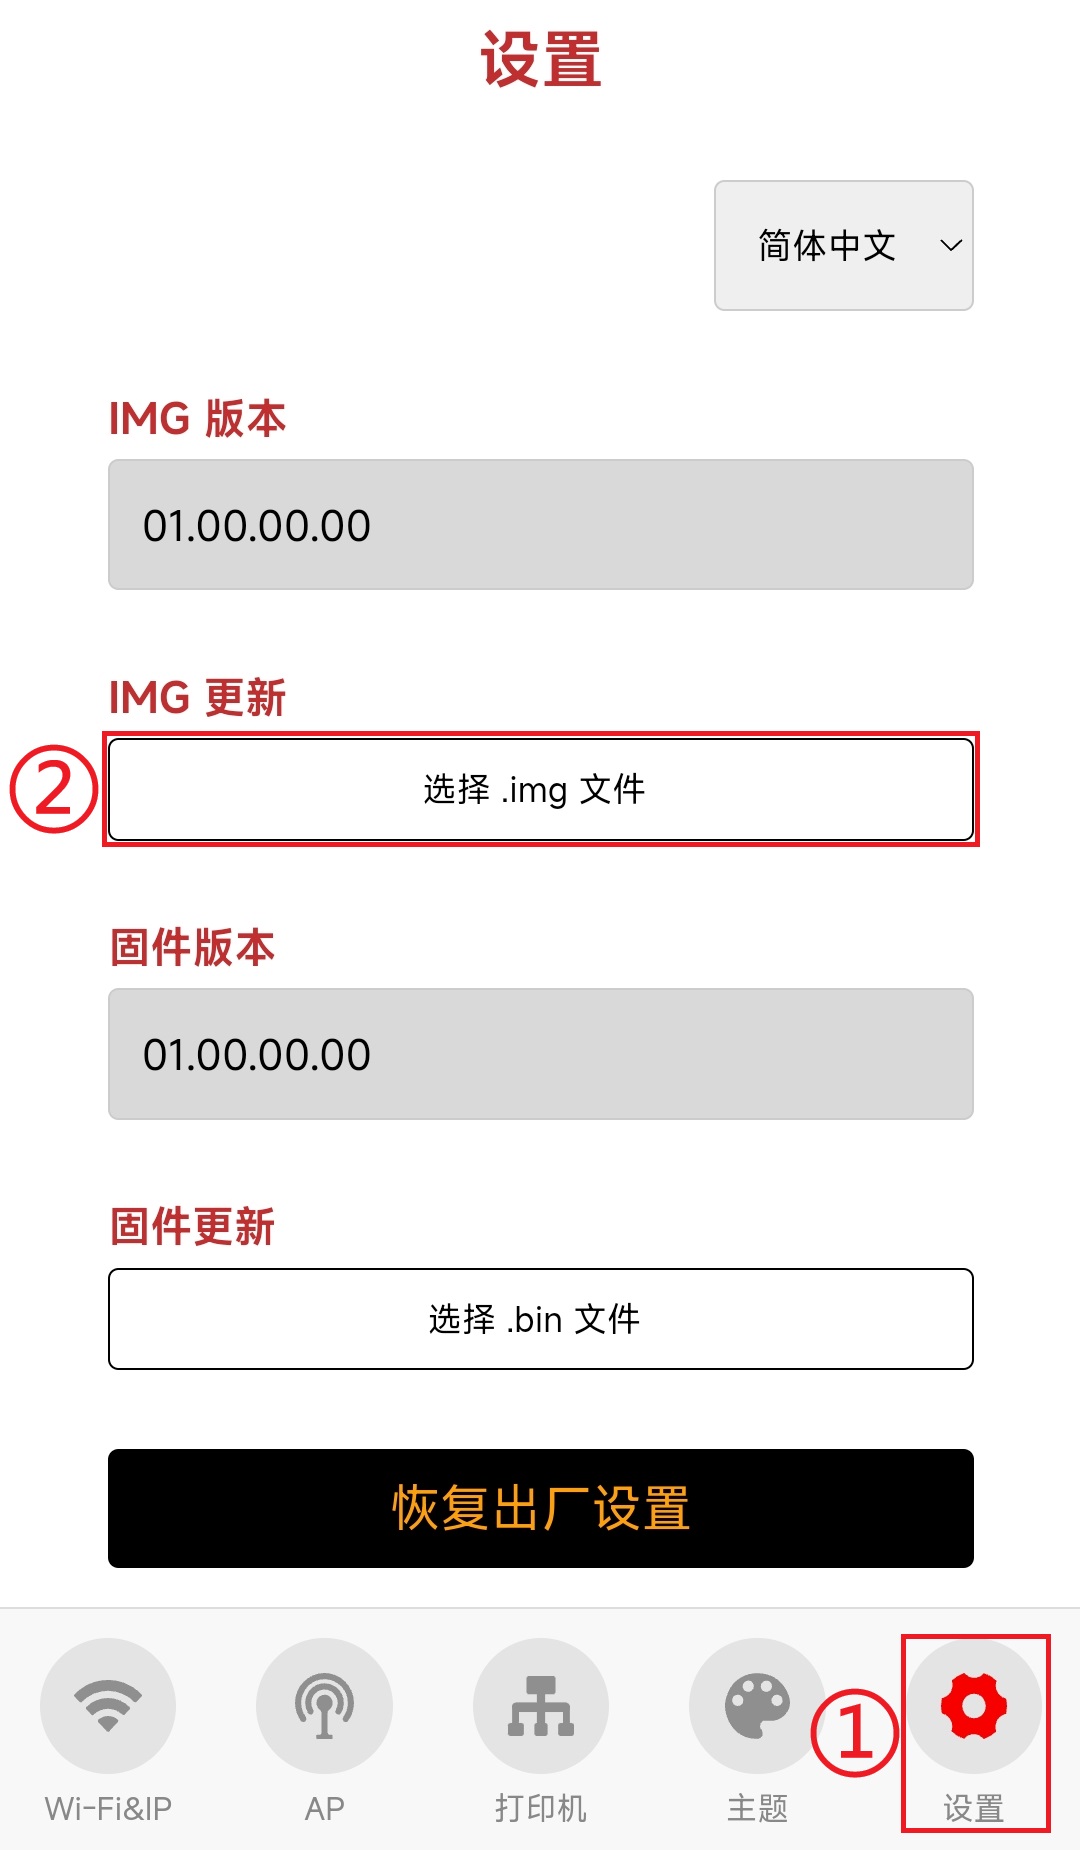 设置
简体中文
IMG 版本
01.00.00.00
IMG 更新
② 选择 .img 文件
固件版本
01.00.00.00
固件更新
选择 .bin 文件
恢复出厂设置
①
Wi-Fi&IP AP 打印机 主题 设置